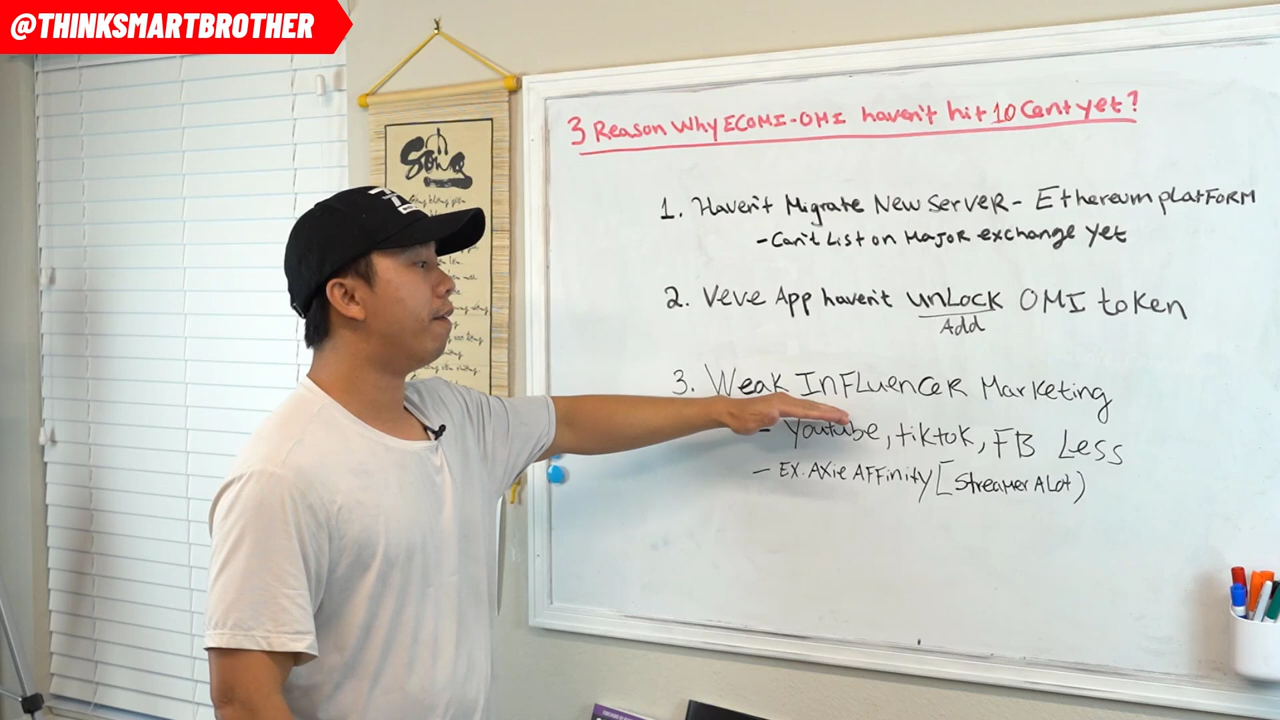 @THINKSMARTBROTHER
3 Reason Why ECOMI-OMI haven't hit 10 Cent yet?
1. Haven't Migrate New Server - Ethereum platForm
- Can't List on Major exchange yet
2. Veve App haven't unLock OMI token
Add
3. Weak InFluencer Marketing
- Youtube, tiktok, FB Less
- Ex. Axie AFFinity [Streamer A Lot)
Sống